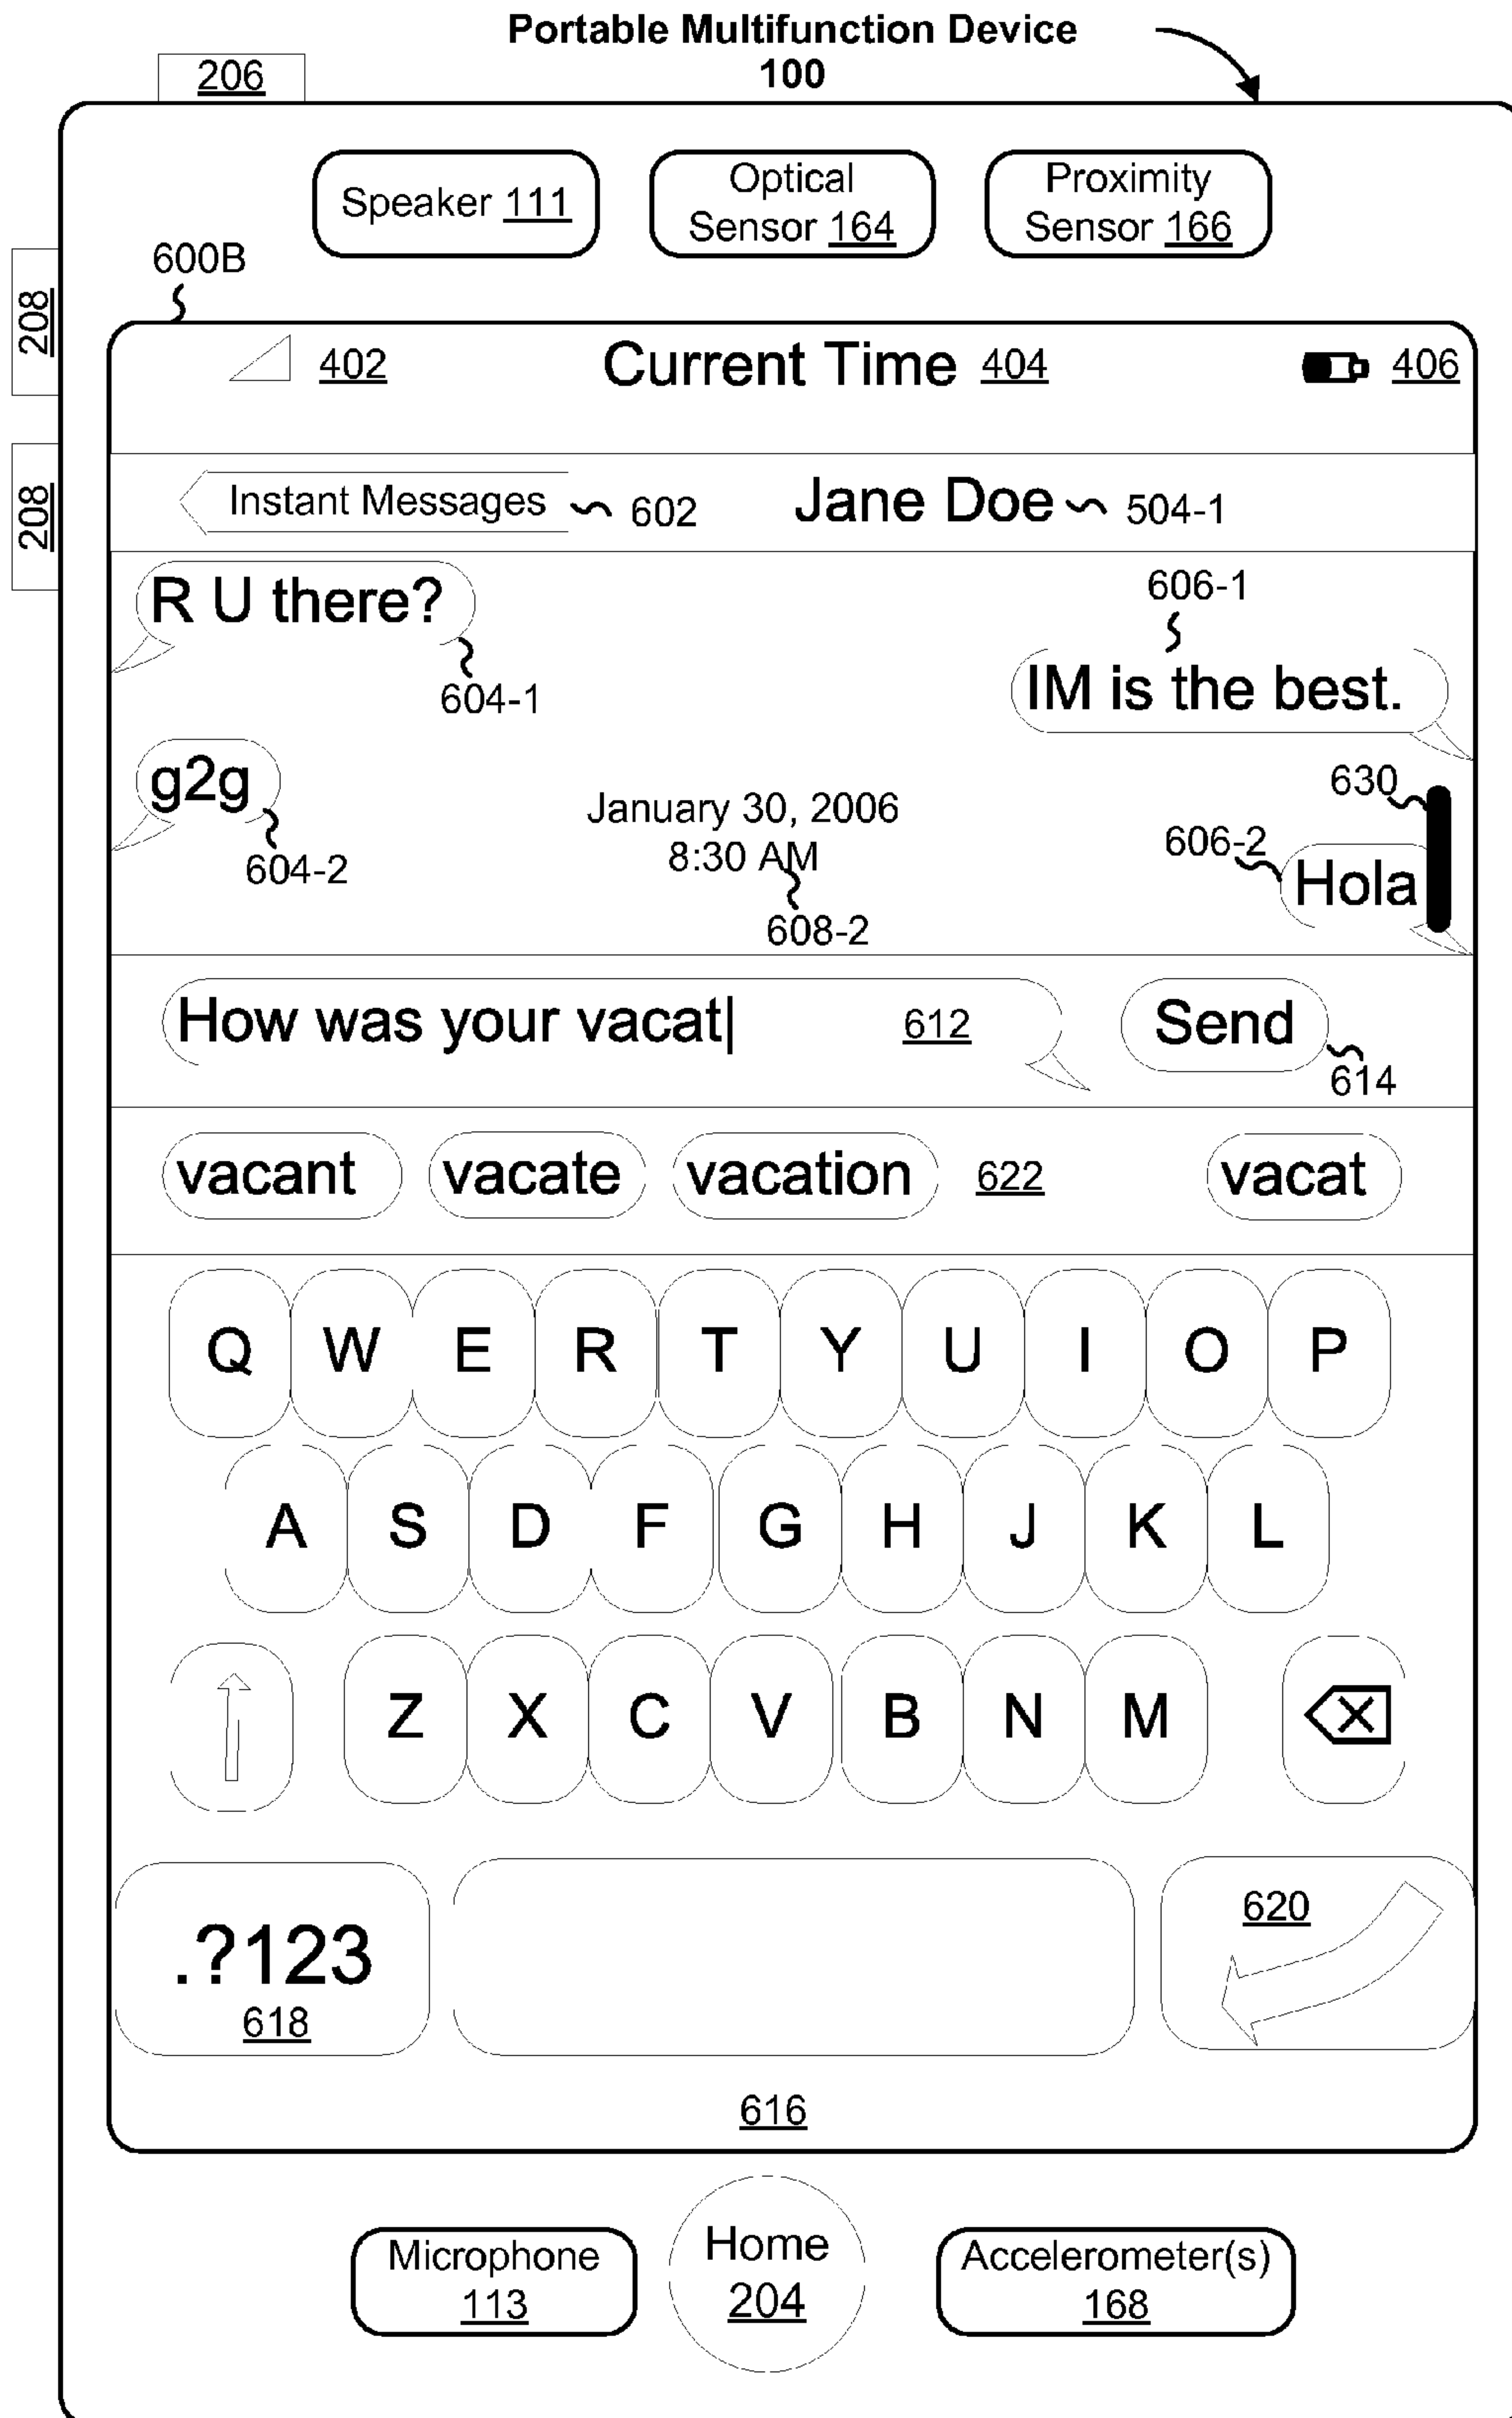 Portable Multifunction Device
100
206
Speaker 111
Optical
Sensor 164
Proximity
Sensor 166
600B
208
208
402
Current Time 404
406
Instant Messages
602
Jane Doe
504-1
R U there?
604-1
606-1
IM is the best.
g2g
604-2
January 30, 2006
8:30 AM
608-2
630
606-2
Hola
How was your vacat
612
Send
614
vacant
vacate
vacation
622
vacat
Q W E R T Y U I O P
A S D F G H J K L
Z X C V B N M
.?123
618
620
616
Microphone
113
Home
204
Accelerometer(s)
168